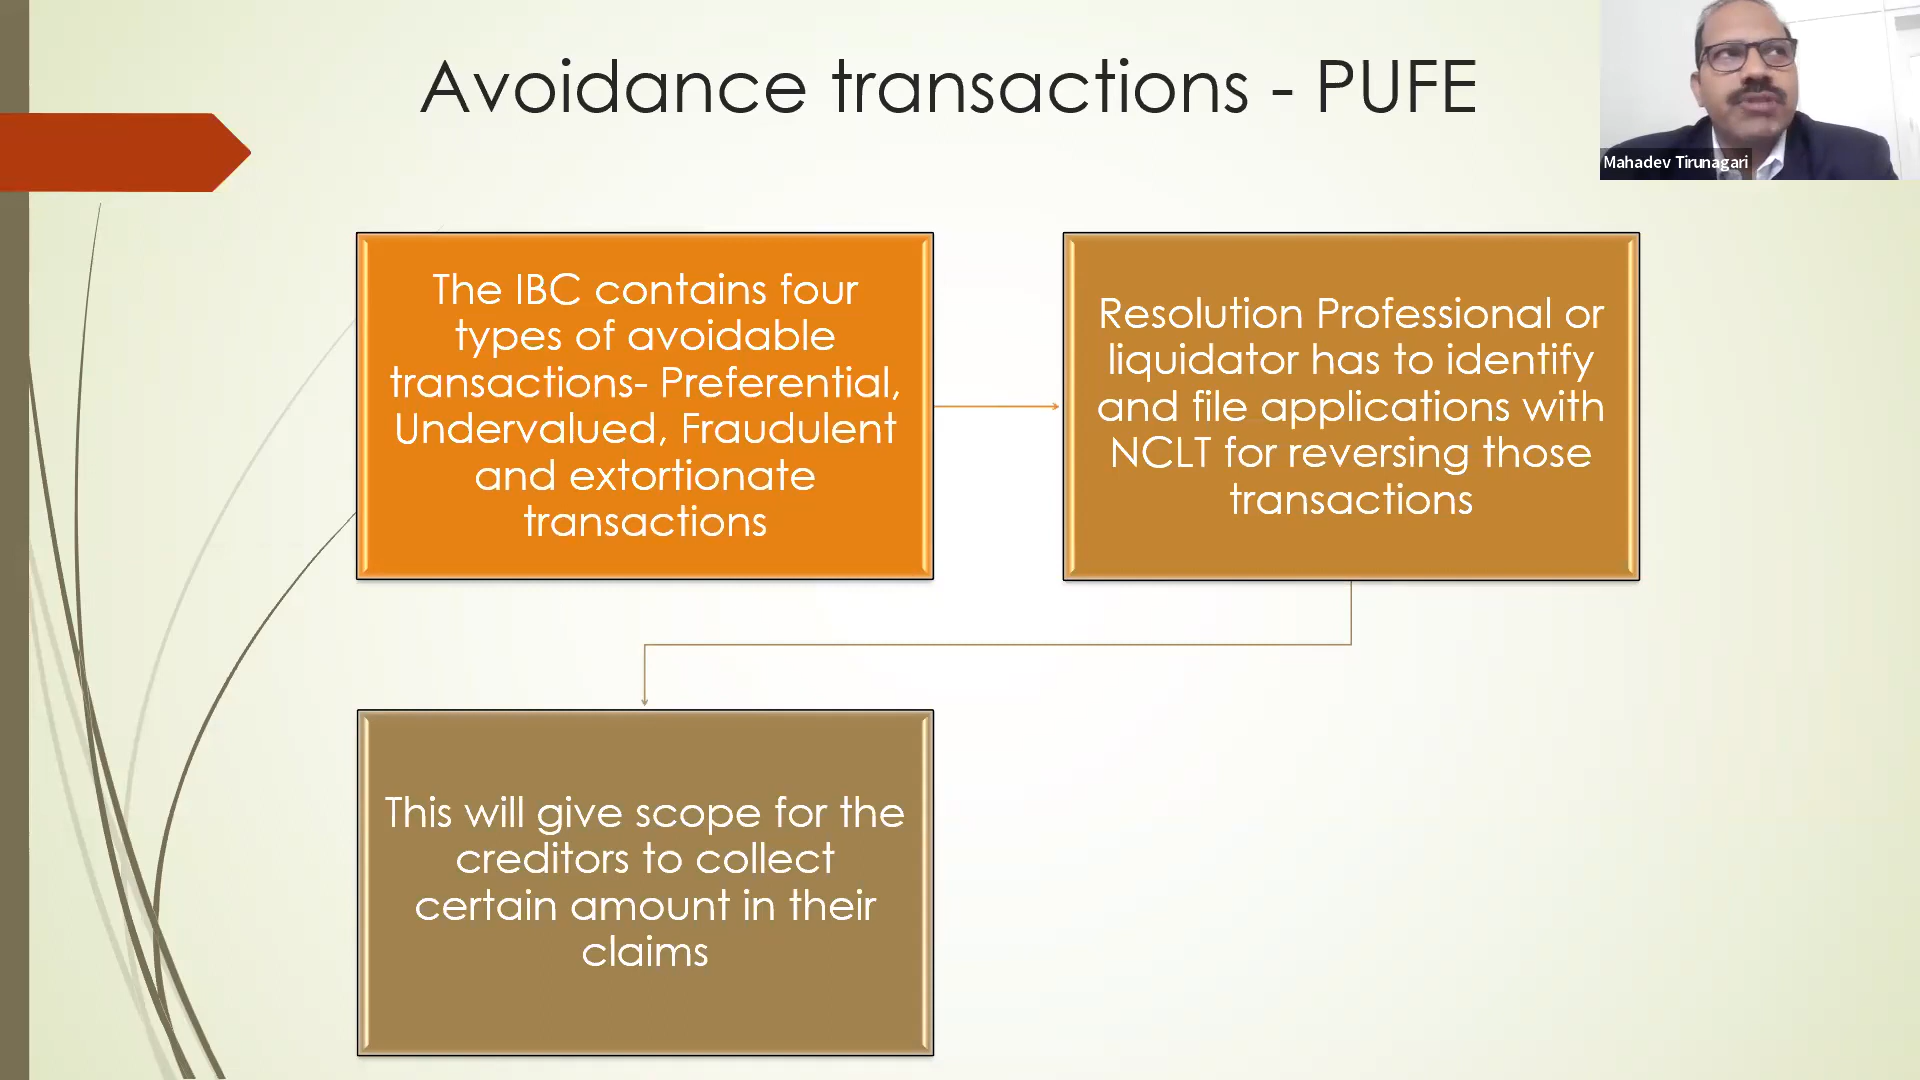 Avoidance transactions - PUFE
Mahadev Tirunagari
The IBC contains four
types of avoidable
transactions- Preferential,
Undervalued, Fraudulent
and extortionate
transactions
Resolution Professional or
liquidator has to identify
and file applications with
NCLT for reversing those
transactions
This will give scope for the
creditors to collect
certain amount in their
claims